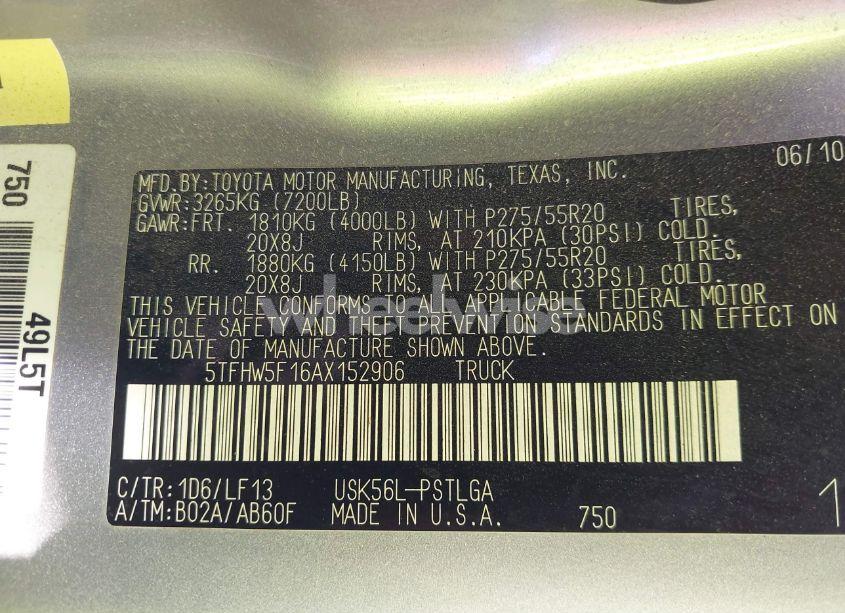 750
49L5T
06/10
MFD.BY:TOYOTA MOTOR MANUFACTURING, TEXAS, INC.
GVWR:3265KG (7200LB)
GAWR:FRT. 1810KG (4000LB) WITH P275/55R20 TIRES,
20X8J RIMS, AT 210KPA (30PSI) COLD.
RR. 1880KG (4150LB) WITH P275/55R20 TIRES,
20X8J RIMS, AT 230KPA (33PSI) COLD.
THIS VEHICLE CONFORMS TO ALL APPLICABLE FEDERAL MOTOR
VEHICLE SAFETY AND THEFT PREVENTION STANDARDS IN EFFECT ON
THE DATE OF MANUFACTURE SHOWN ABOVE.
5TFHW5F16AX152906 TRUCK
C/TR:1D6/LF13 USK56L-PSTLGA
A/TM:B02A/AB60F MADE IN U.S.A. 750
1
wheelwise